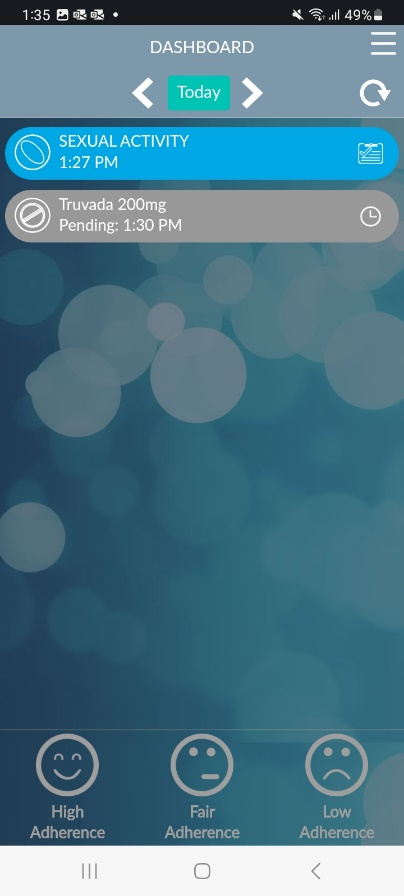 1:35
49%
DASHBOARD
Today
SEXUAL ACTIVITY
1:27 PM
Truvada 200mg
Pending: 1:30 PM
High
Adherence
Fair
Adherence
Low
Adherence